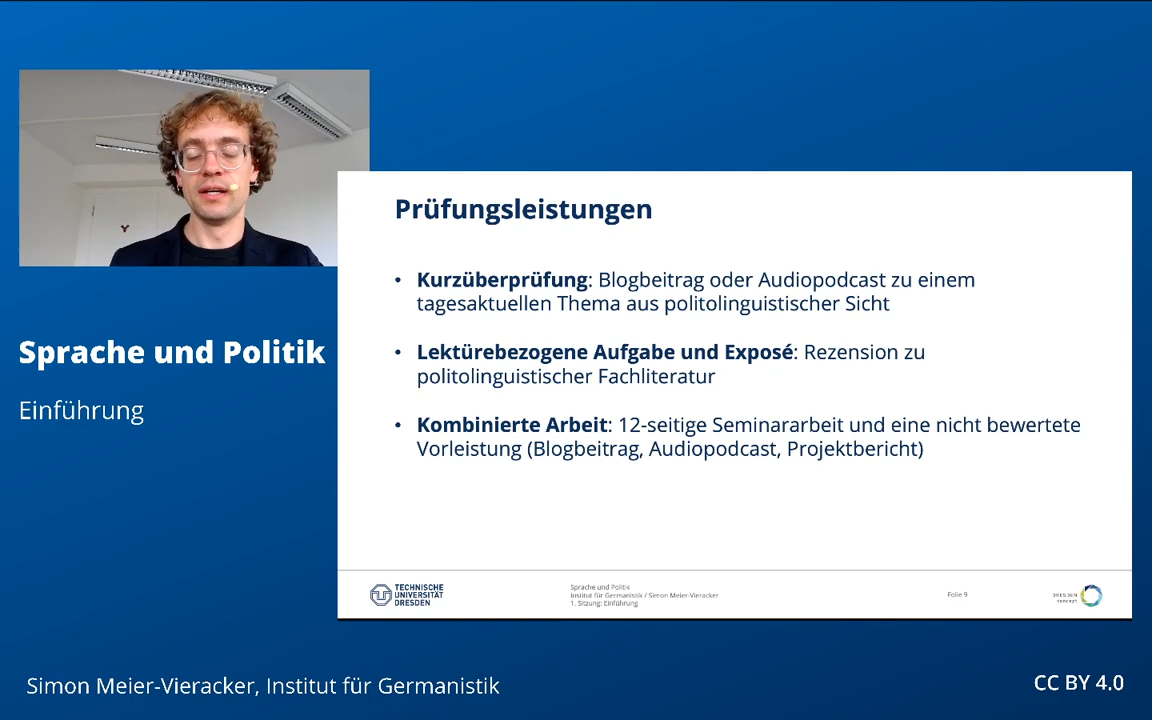 Sprache und Politik
Einführung
Prüfungsleistungen
• Kurzüberprüfung: Blogbeitrag oder Audiopodcast zu einem
tagesaktuellen Thema aus politolinguistischer Sicht
• Lektürebezogene Aufgabe und Exposé: Rezension zu
politolinguistischer Fachliteratur
• Kombinierte Arbeit: 12-seitige Seminararbeit und eine nicht bewertete
Vorleistung (Blogbeitrag, Audiopodcast, Projektbericht)
TECHNISCHE
UNIVERSITÄT
DRESDEN
Sprache und Politik
Institut für Germanistik / Simon Meier-Vieracker
1. Sitzung: Einführung
Folie 9
DRESDEN
concept
Simon Meier-Vieracker, Institut für Germanistik
CC BY 4.0